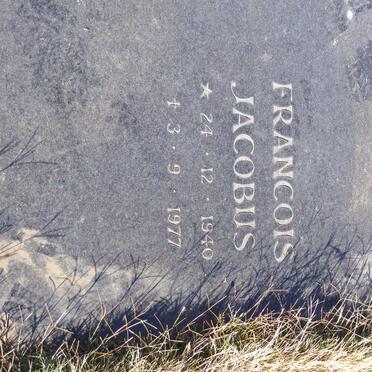 FRANCOIS
JACOBUS
★ 24 · 12 · 1940
✝ 3 · 9 · 1977